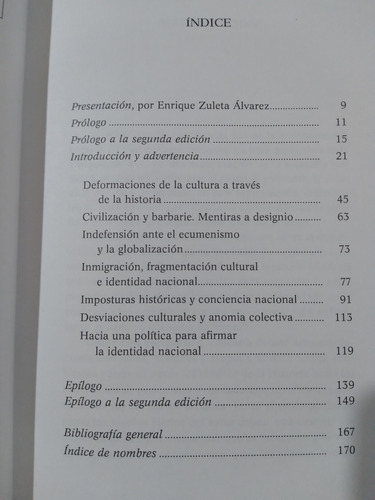 ÍNDICE
Presentación, por Enrique Zuleta Álvarez.................... 9
Prólogo ........................................................... 11
Prólogo a la segunda edición ................................... 15
Introducción y advertencia...................................... 21
Deformaciones de la cultura a través
de la historia ............................................... 45
Civilización y barbarie. Mentiras a designio .......... 63
Indefensión ante el ecumenismo
y la globalización........................................... 73
Inmigración, fragmentación cultural
e identidad nacional....................................... 77
Imposturas históricas y conciencia nacional ......... 91
Desviaciones culturales y anomia colectiva .......... 113
Hacia una política para afirmar
la identidad nacional ..................................... 119
Epílogo ............................................................ 139
Epílogo a la segunda edición ................................... 149
Bibliografía general .............................................. 167
Índice de nombres ................................................ 170